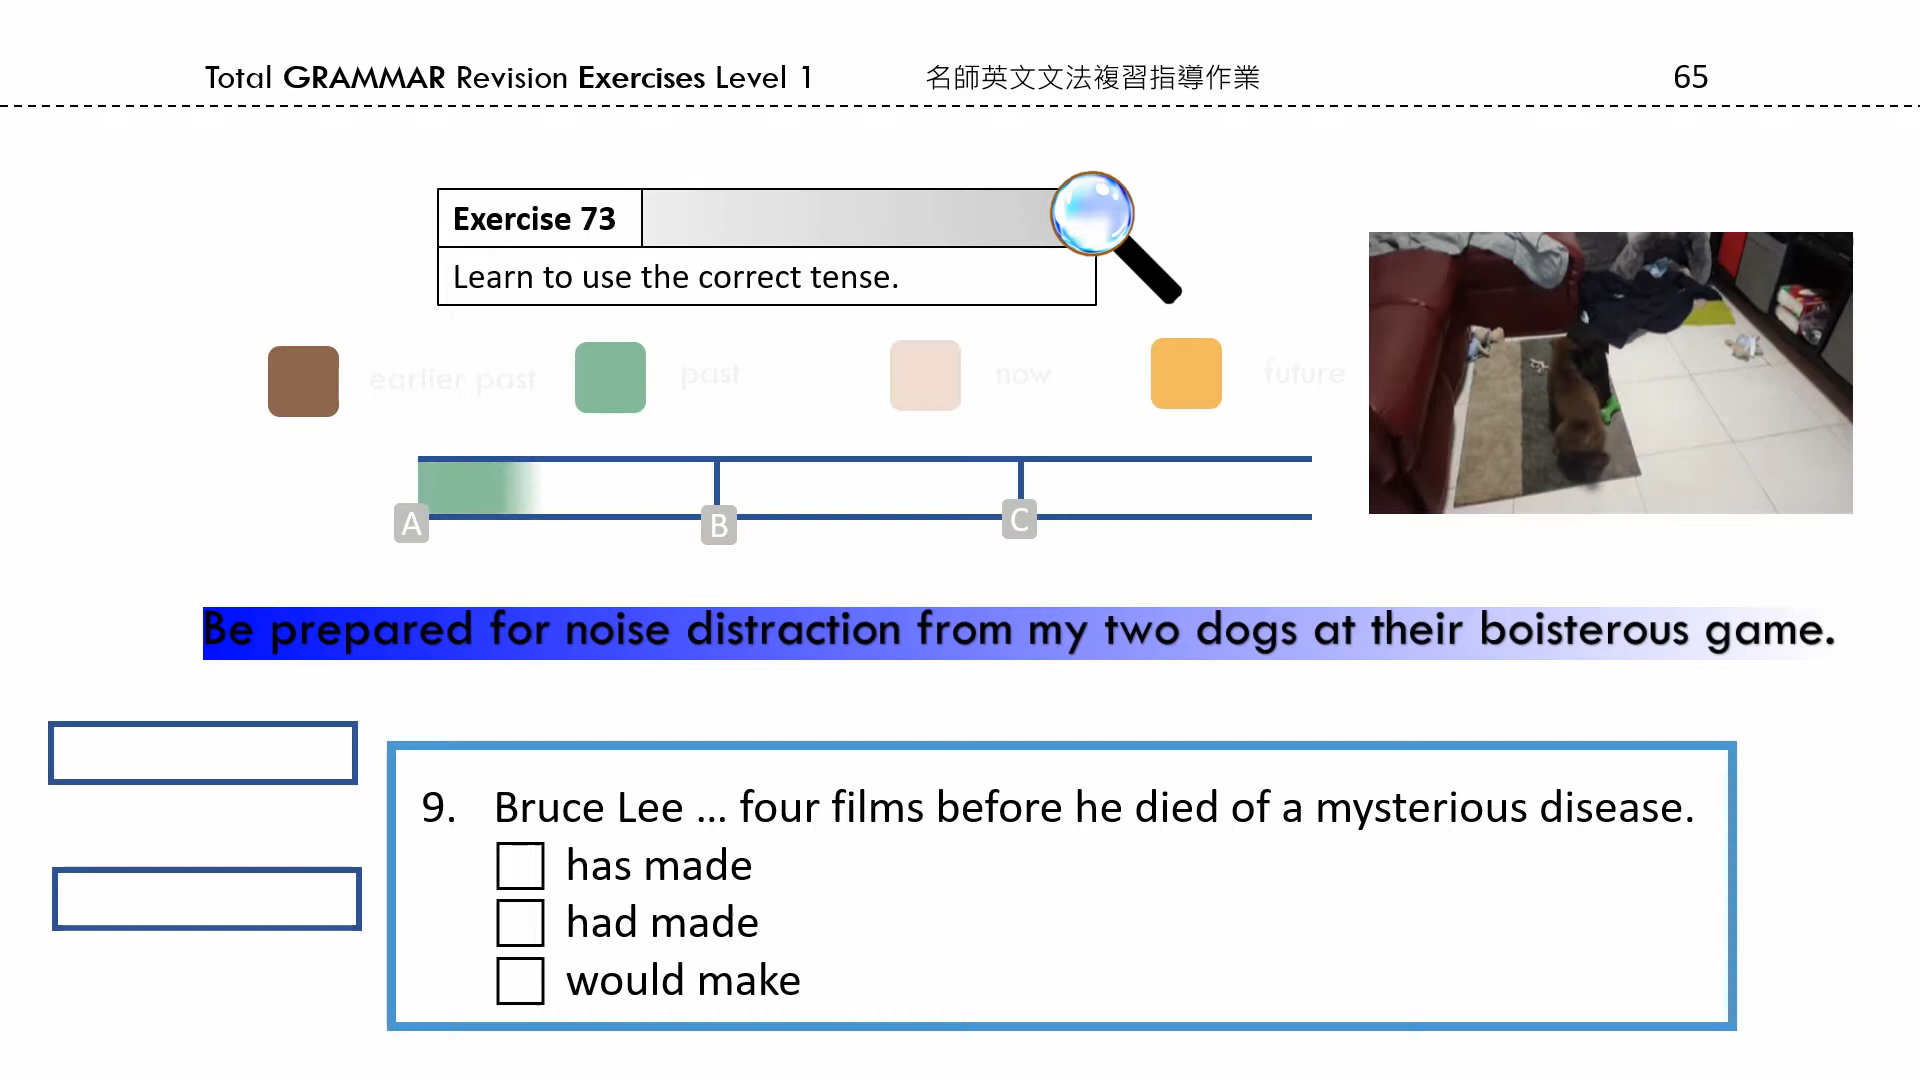 Total GRAMMAR Revision Exercises Level 1 名師英文文法複習指導作業 65
Exercise 73
Learn to use the correct tense.
earlier past past now future
A B C
Be prepared for noise distraction from my two dogs at their boisterous game.
9. Bruce Lee ... four films before he died of a mysterious disease.
has made
had made
would make